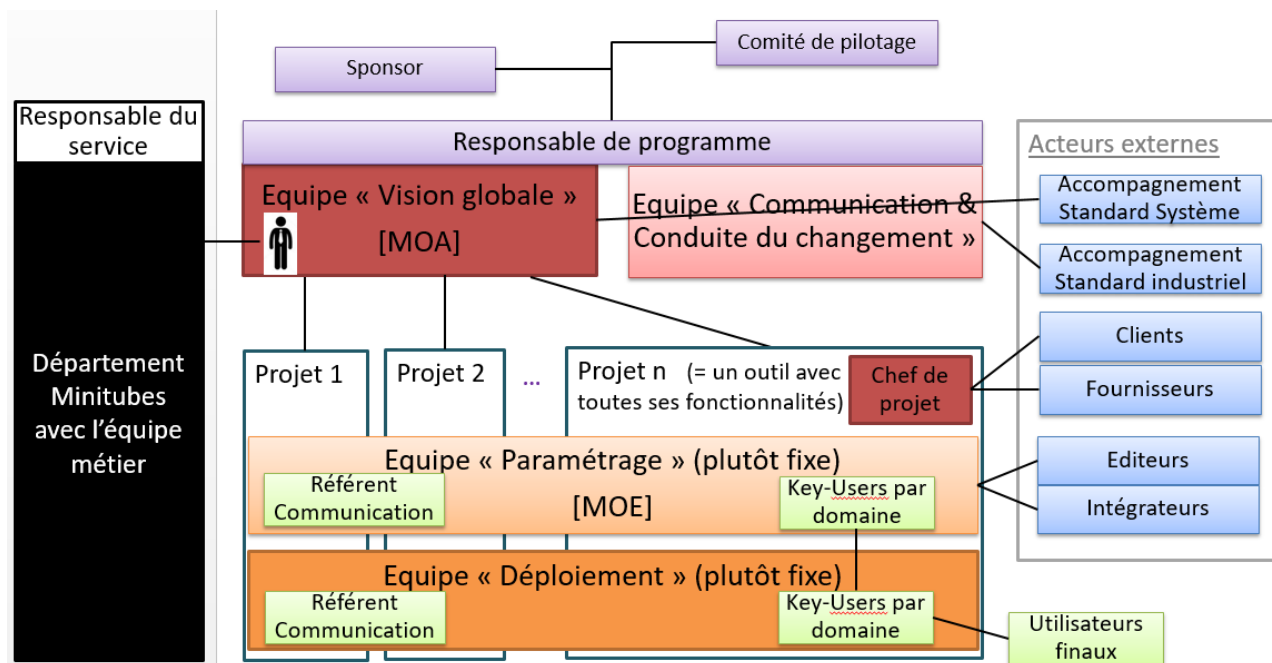 Comité de pilotage
Sponsor
Responsable du
service
Responsable de programme
Acteurs externes
Equipe « Vision globale »
[MOA]
Equipe « Communication &
Conduite du changement »
Accompagnement
Standard Système
Accompagnement
Standard industriel
Département
Minitubes
avec l'équipe
métier
Projet 1
Projet 2
...
Projet n (= un outil avec
toutes ses fonctionnalités)
Chef de
projet
Clients
Fournisseurs
Equipe « Paramétrage » (plutôt fixe)
[MOE]
Référent
Communication
Key-Users par
domaine
Editeurs
Intégrateurs
Equipe « Déploiement » (plutôt fixe)
Référent
Communication
Key-Users par
domaine
Utilisateurs
finaux